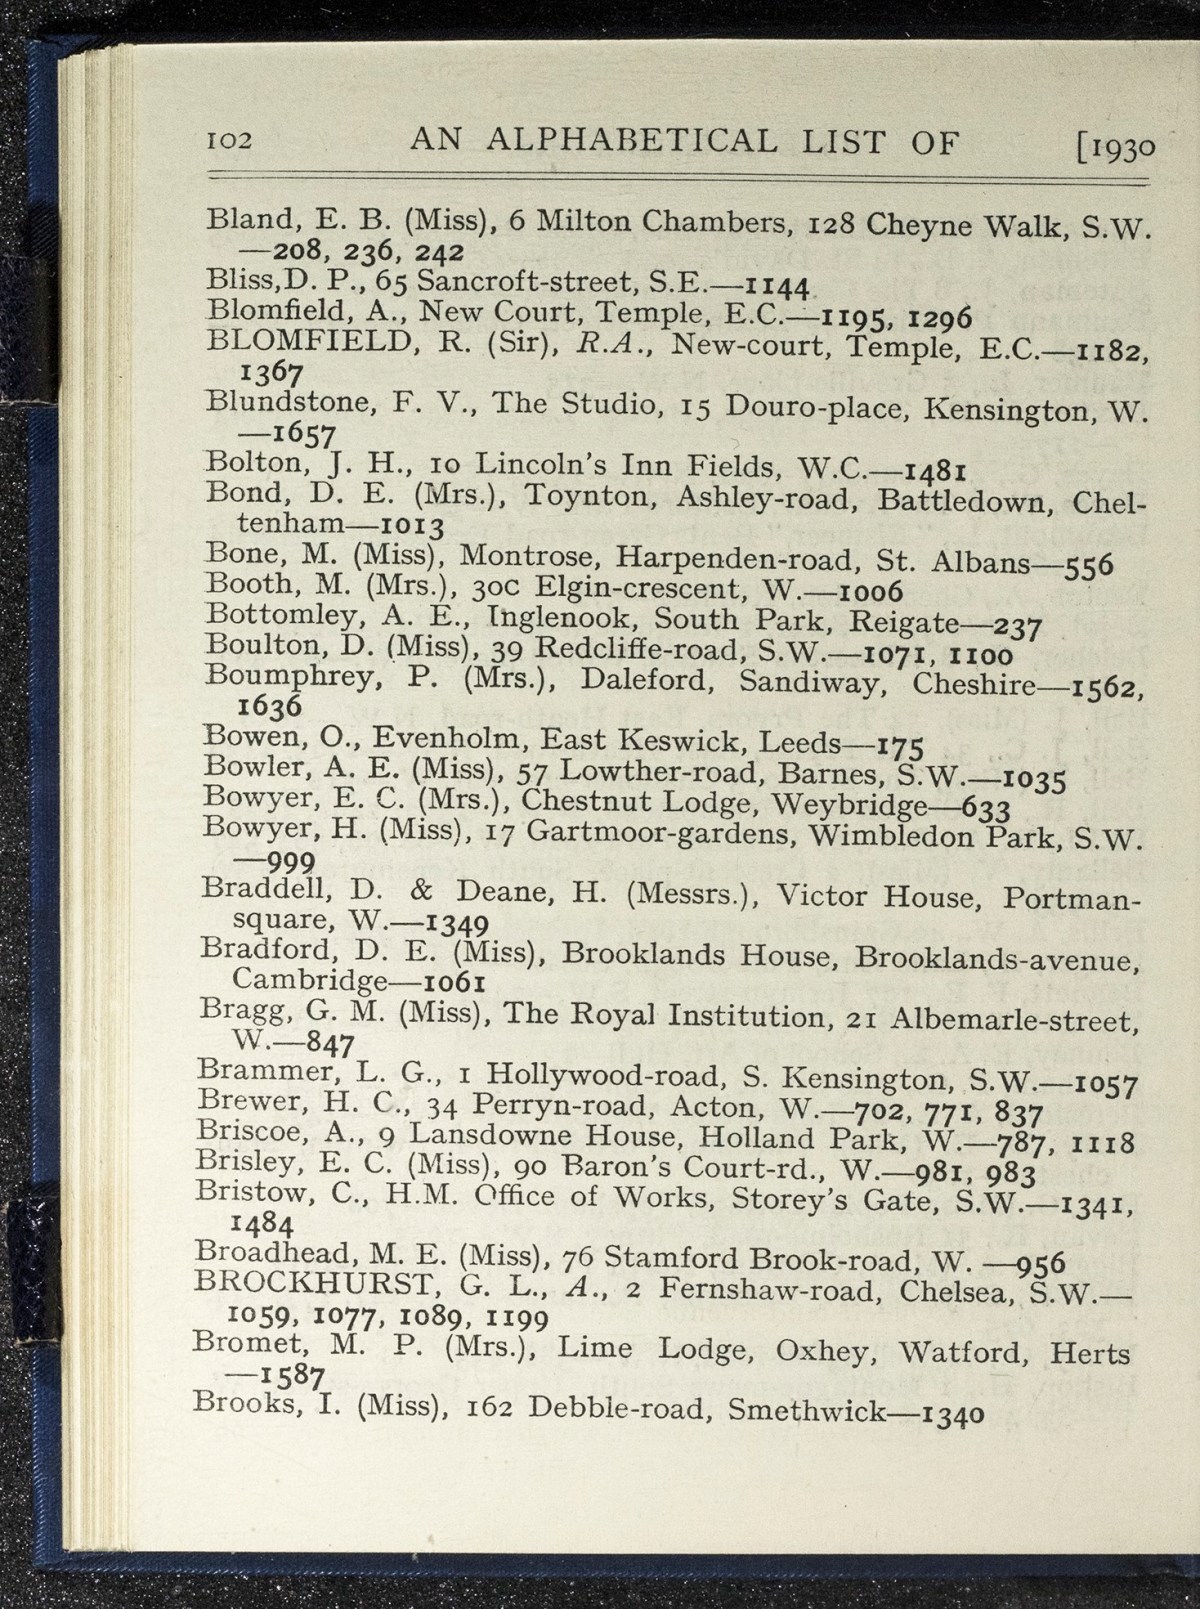 102 AN ALPHABETICAL LIST OF [1930
Bland, E. B. (Miss), 6 Milton Chambers, 128 Cheyne Walk, S.W.
—208, 236, 242
Bliss,D. P., 65 Sancroft-street, S.E.—1144
Blomfield, A., New Court, Temple, E.C.—1195, 1296
BLOMFIELD, R. (Sir), R.A., New-court, Temple, E.C.—1182,
1367
Blundstone, F. V., The Studio, 15 Douro-place, Kensington, W.
—1657
Bolton, J. H., 10 Lincoln's Inn Fields, W.C.—1481
Bond, D. E. (Mrs.), Toynton, Ashley-road, Battledown, Chel-
tenham—1013
Bone, M. (Miss), Montrose, Harpenden-road, St. Albans—556
Booth, M. (Mrs.), 30C Elgin-crescent, W.—1006
Bottomley, A. E., Inglenook, South Park, Reigate—237
Boulton, D. (Miss), 39 Redcliffe-road, S.W.—1071, 1100
Boumphrey, P. (Mrs.), Daleford, Sandiway, Cheshire—1562,
1636
Bowen, O., Evenholm, East Keswick, Leeds—175
Bowler, A. E. (Miss), 57 Lowther-road, Barnes, S.W.—1035
Bowyer, E. C. (Mrs.), Chestnut Lodge, Weybridge—633
Bowyer, H. (Miss), 17 Gartmoor-gardens, Wimbledon Park, S.W.
—999
Braddell, D. & Deane, H. (Messrs.), Victor House, Portman-
square, W.—1349
Bradford, D. E. (Miss), Brooklands House, Brooklands-avenue,
Cambridge—1061
Bragg, G. M. (Miss), The Royal Institution, 21 Albemarle-street,
W.—847
Brammer, L. G., 1 Hollywood-road, S. Kensington, S.W.—1057
Brewer, H. C., 34 Perryn-road, Acton, W.—702, 771, 837
Briscoe, A., 9 Lansdowne House, Holland Park, W.—787, 1118
Brisley, E. C. (Miss), 90 Baron's Court-rd., W.—981, 983
Bristow, C., H.M. Office of Works, Storey's Gate, S.W.—1341,
1484
Broadhead, M. E. (Miss), 76 Stamford Brook-road, W. —956
BROCKHURST, G. L., A., 2 Fernshaw-road, Chelsea, S.W.—
1059, 1077, 1089, 1199
Bromet, M. P. (Mrs.), Lime Lodge, Oxhey, Watford, Herts
—1587
Brooks, I. (Miss), 162 Debble-road, Smethwick—1340